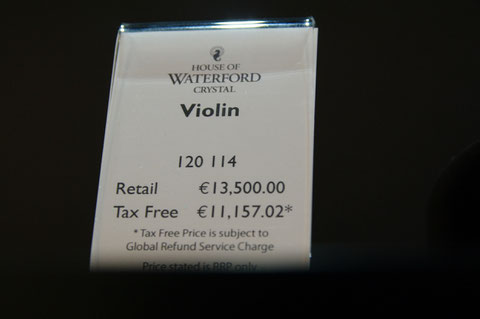 HOUSE OF
WATERFORD
CRYSTAL
Violin
120 114
Retail €13,500.00
Tax Free €11,157.02*
* Tax Free Price is subject to
Global Refund Service Charge
Price stated is RRP only